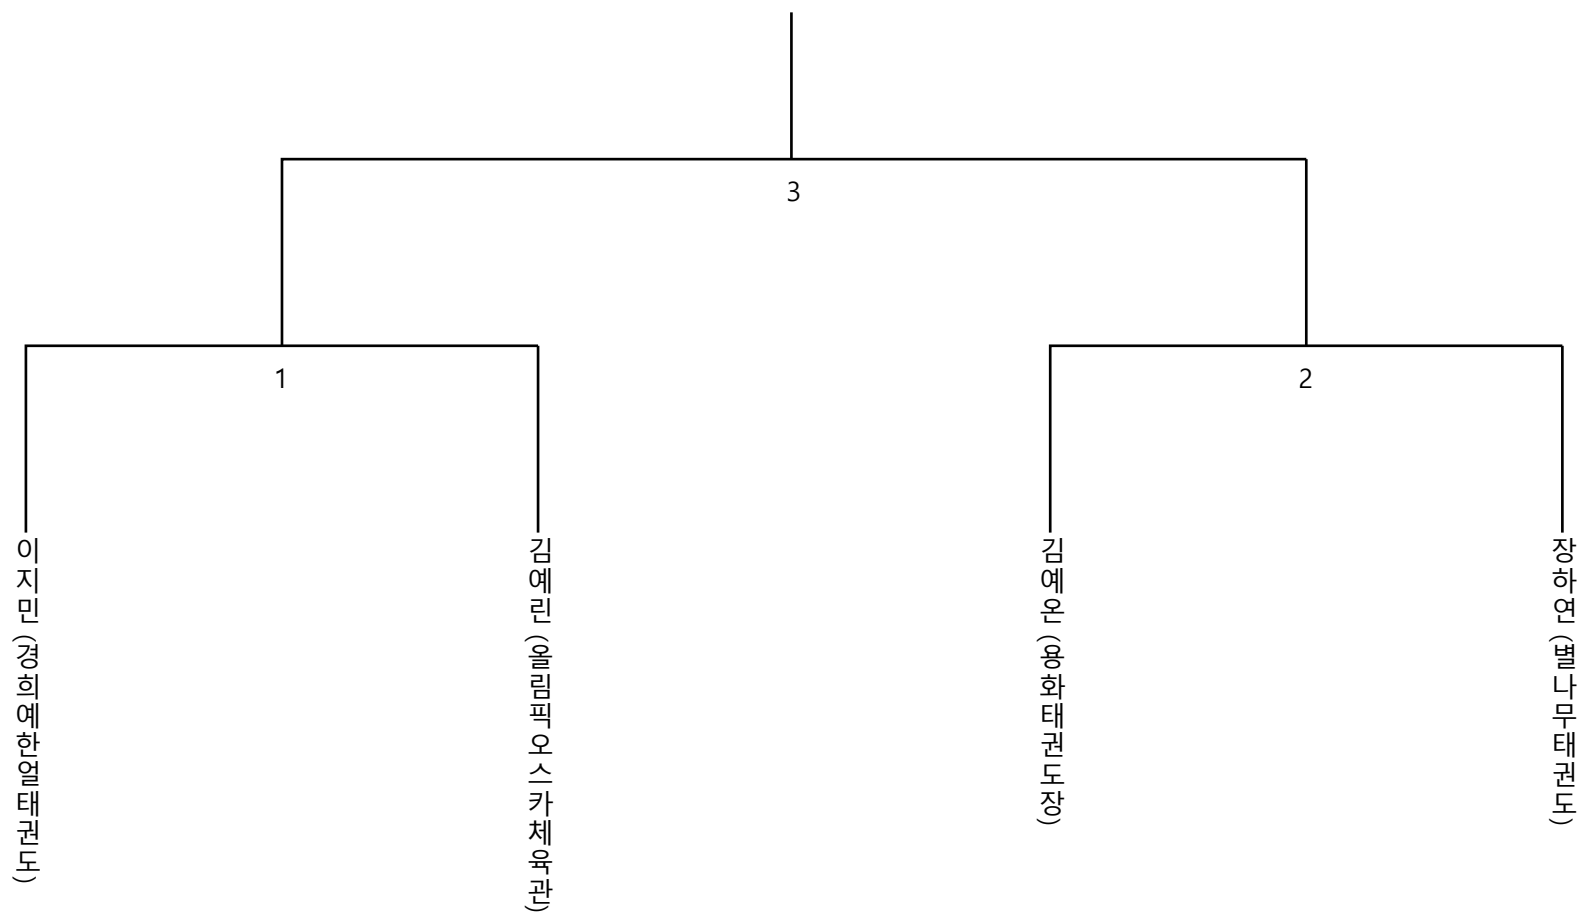 3
1
2
이지민 (경희예한얼태권도)
김예린 (올림픽오스카체육관)
김예온 (용화태권도장)
장하연 (별나무태권도)